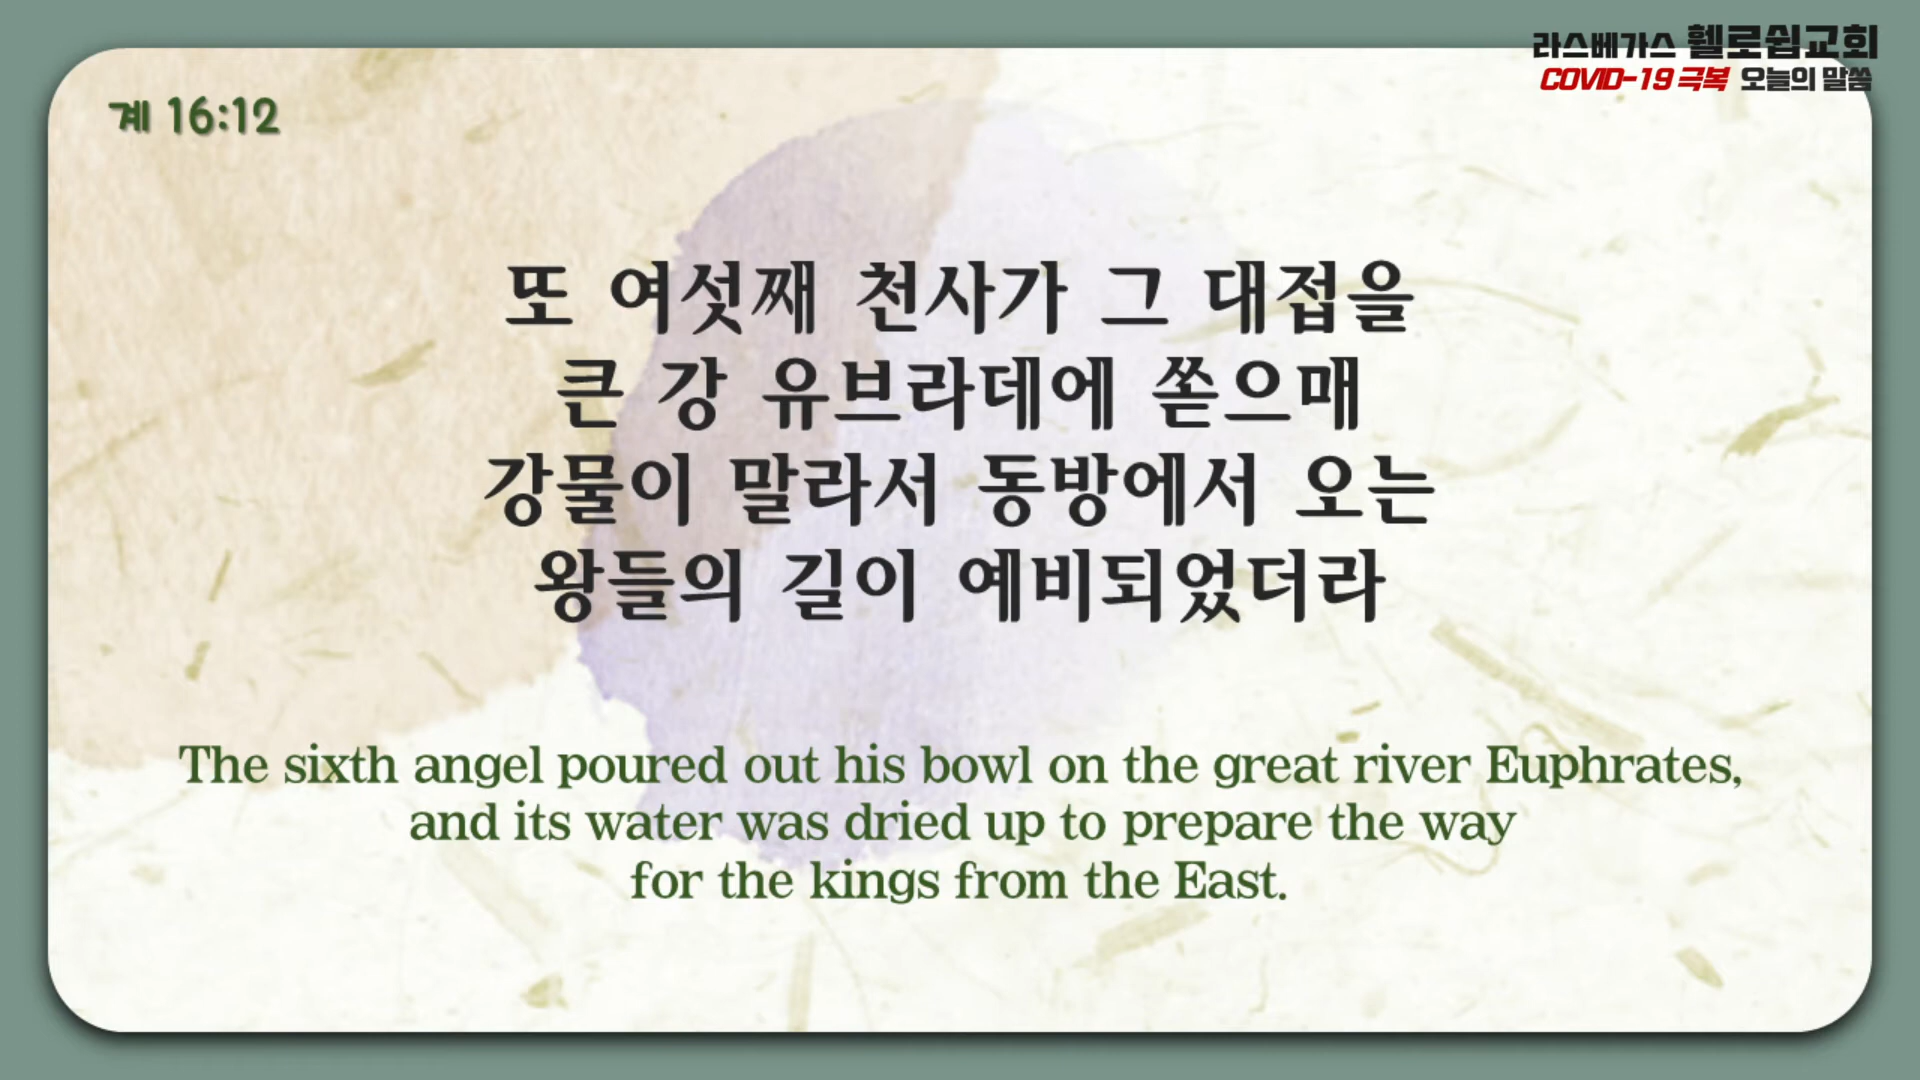 라스베가스 휄로쉽교회
COVID-19 극복 오늘의 말씀
계 16:12
또 여섯째 천사가 그 대접을
큰 강 유브라데에 쏟으매
강물이 말라서 동방에서 오는
왕들의 길이 예비되었더라
The sixth angel poured out his bowl on the great river Euphrates,
and its water was dried up to prepare the way
for the kings from the East.